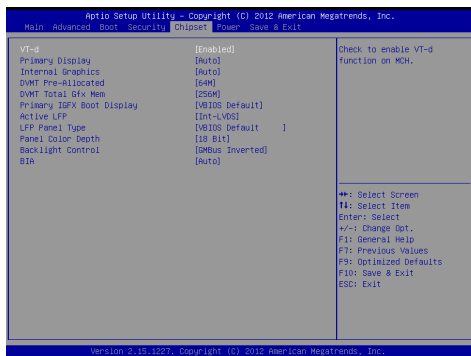 Aptio Setup Utility – Copyright (C) 2012 American Megatrends, Inc.
Main Advanced Boot Security Chipset Power Save & Exit
VT-d [Enabled]
Primary Display [Auto]
Internal Graphics [Auto]
DVMT Pre-Allocated [64M]
DVMT Total Gfx Mem [256M]
Primary IGFX Boot Display [VBIOS Default]
Active LFP [Int-LVDS]
LFP Panel Type [VBIOS Default ]
Panel Color Depth [18 Bit]
Backlight Control [GMBus Inverted]
BIA [Auto]
Check to enable VT-d
function on MCH.
→←: Select Screen
↑↓: Select Item
Enter: Select
+/-: Change Opt.
F1: General Help
F7: Previous Values
F9: Optimized Defaults
F10: Save & Exit
ESC: Exit
Version 2.15.1227. Copyright (C) 2012 American Megatrends, Inc.